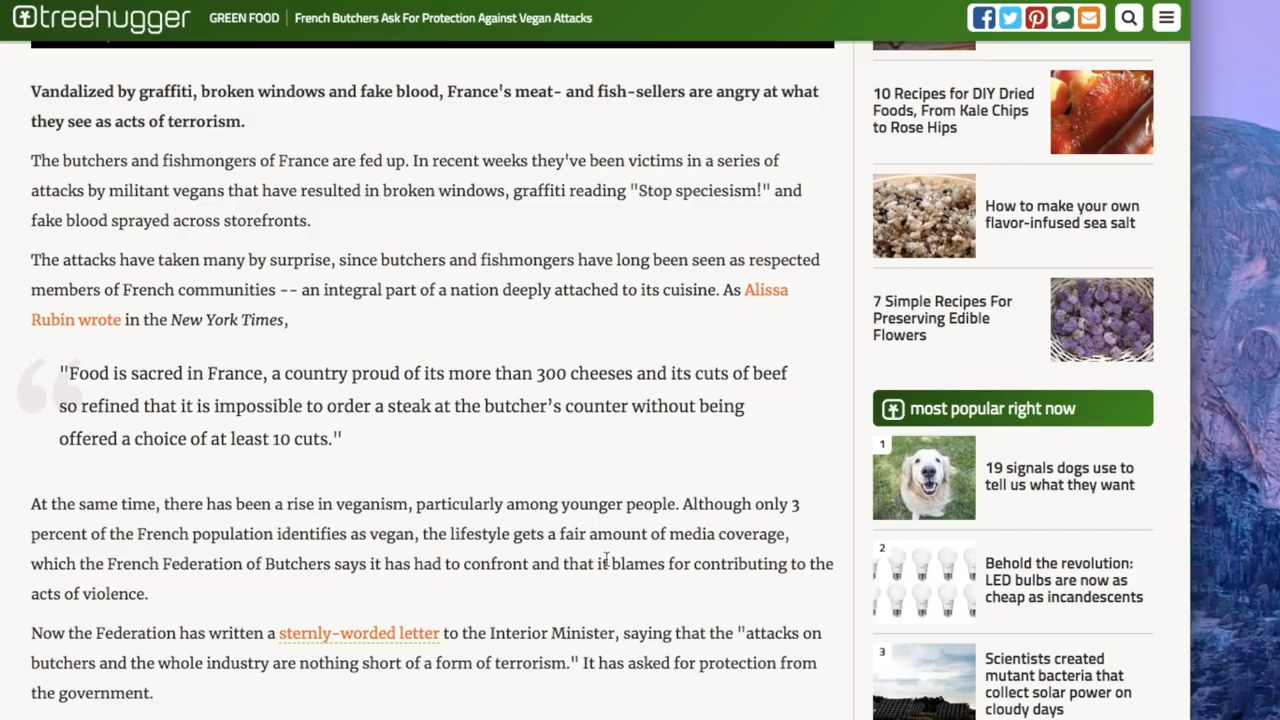 treehugger
GREEN FOOD
French Butchers Ask For Protection Against Vegan Attacks
Vandalized by graffiti, broken windows and fake blood, France's meat- and fish-sellers are angry at what
they see as acts of terrorism.
The butchers and fishmongers of France are fed up. In recent weeks they've been victims in a series of
attacks by militant vegans that have resulted in broken windows, graffiti reading "Stop speciesism!" and
fake blood sprayed across storefronts.
The attacks have taken many by surprise, since butchers and fishmongers have long been seen as respected
members of French communities -- an integral part of a nation deeply attached to its cuisine. As Alissa
Rubin wrote in the New York Times,
"Food is sacred in France, a country proud of its more than 300 cheeses and its cuts of beef
so refined that it is impossible to order a steak at the butcher’s counter without being
offered a choice of at least 10 cuts."
At the same time, there has been a rise in veganism, particularly among younger people. Although only 3
percent of the French population identifies as vegan, the lifestyle gets a fair amount of media coverage,
which the French Federation of Butchers says it has had to confront and that it blames for contributing to the
acts of violence.
Now the Federation has written a sternly-worded letter to the Interior Minister, saying that the "attacks on
butchers and the whole industry are nothing short of a form of terrorism." It has asked for protection from
the government.
10 Recipes for DIY Dried
Foods, From Kale Chips
to Rose Hips
How to make your own
flavor-infused sea salt
7 Simple Recipes For
Preserving Edible
Flowers
most popular right now
1
19 signals dogs use to
tell us what they want
2
Behold the revolution:
LED bulbs are now as
cheap as incandescents
3
Scientists created
mutant bacteria that
collect solar power on
cloudy days